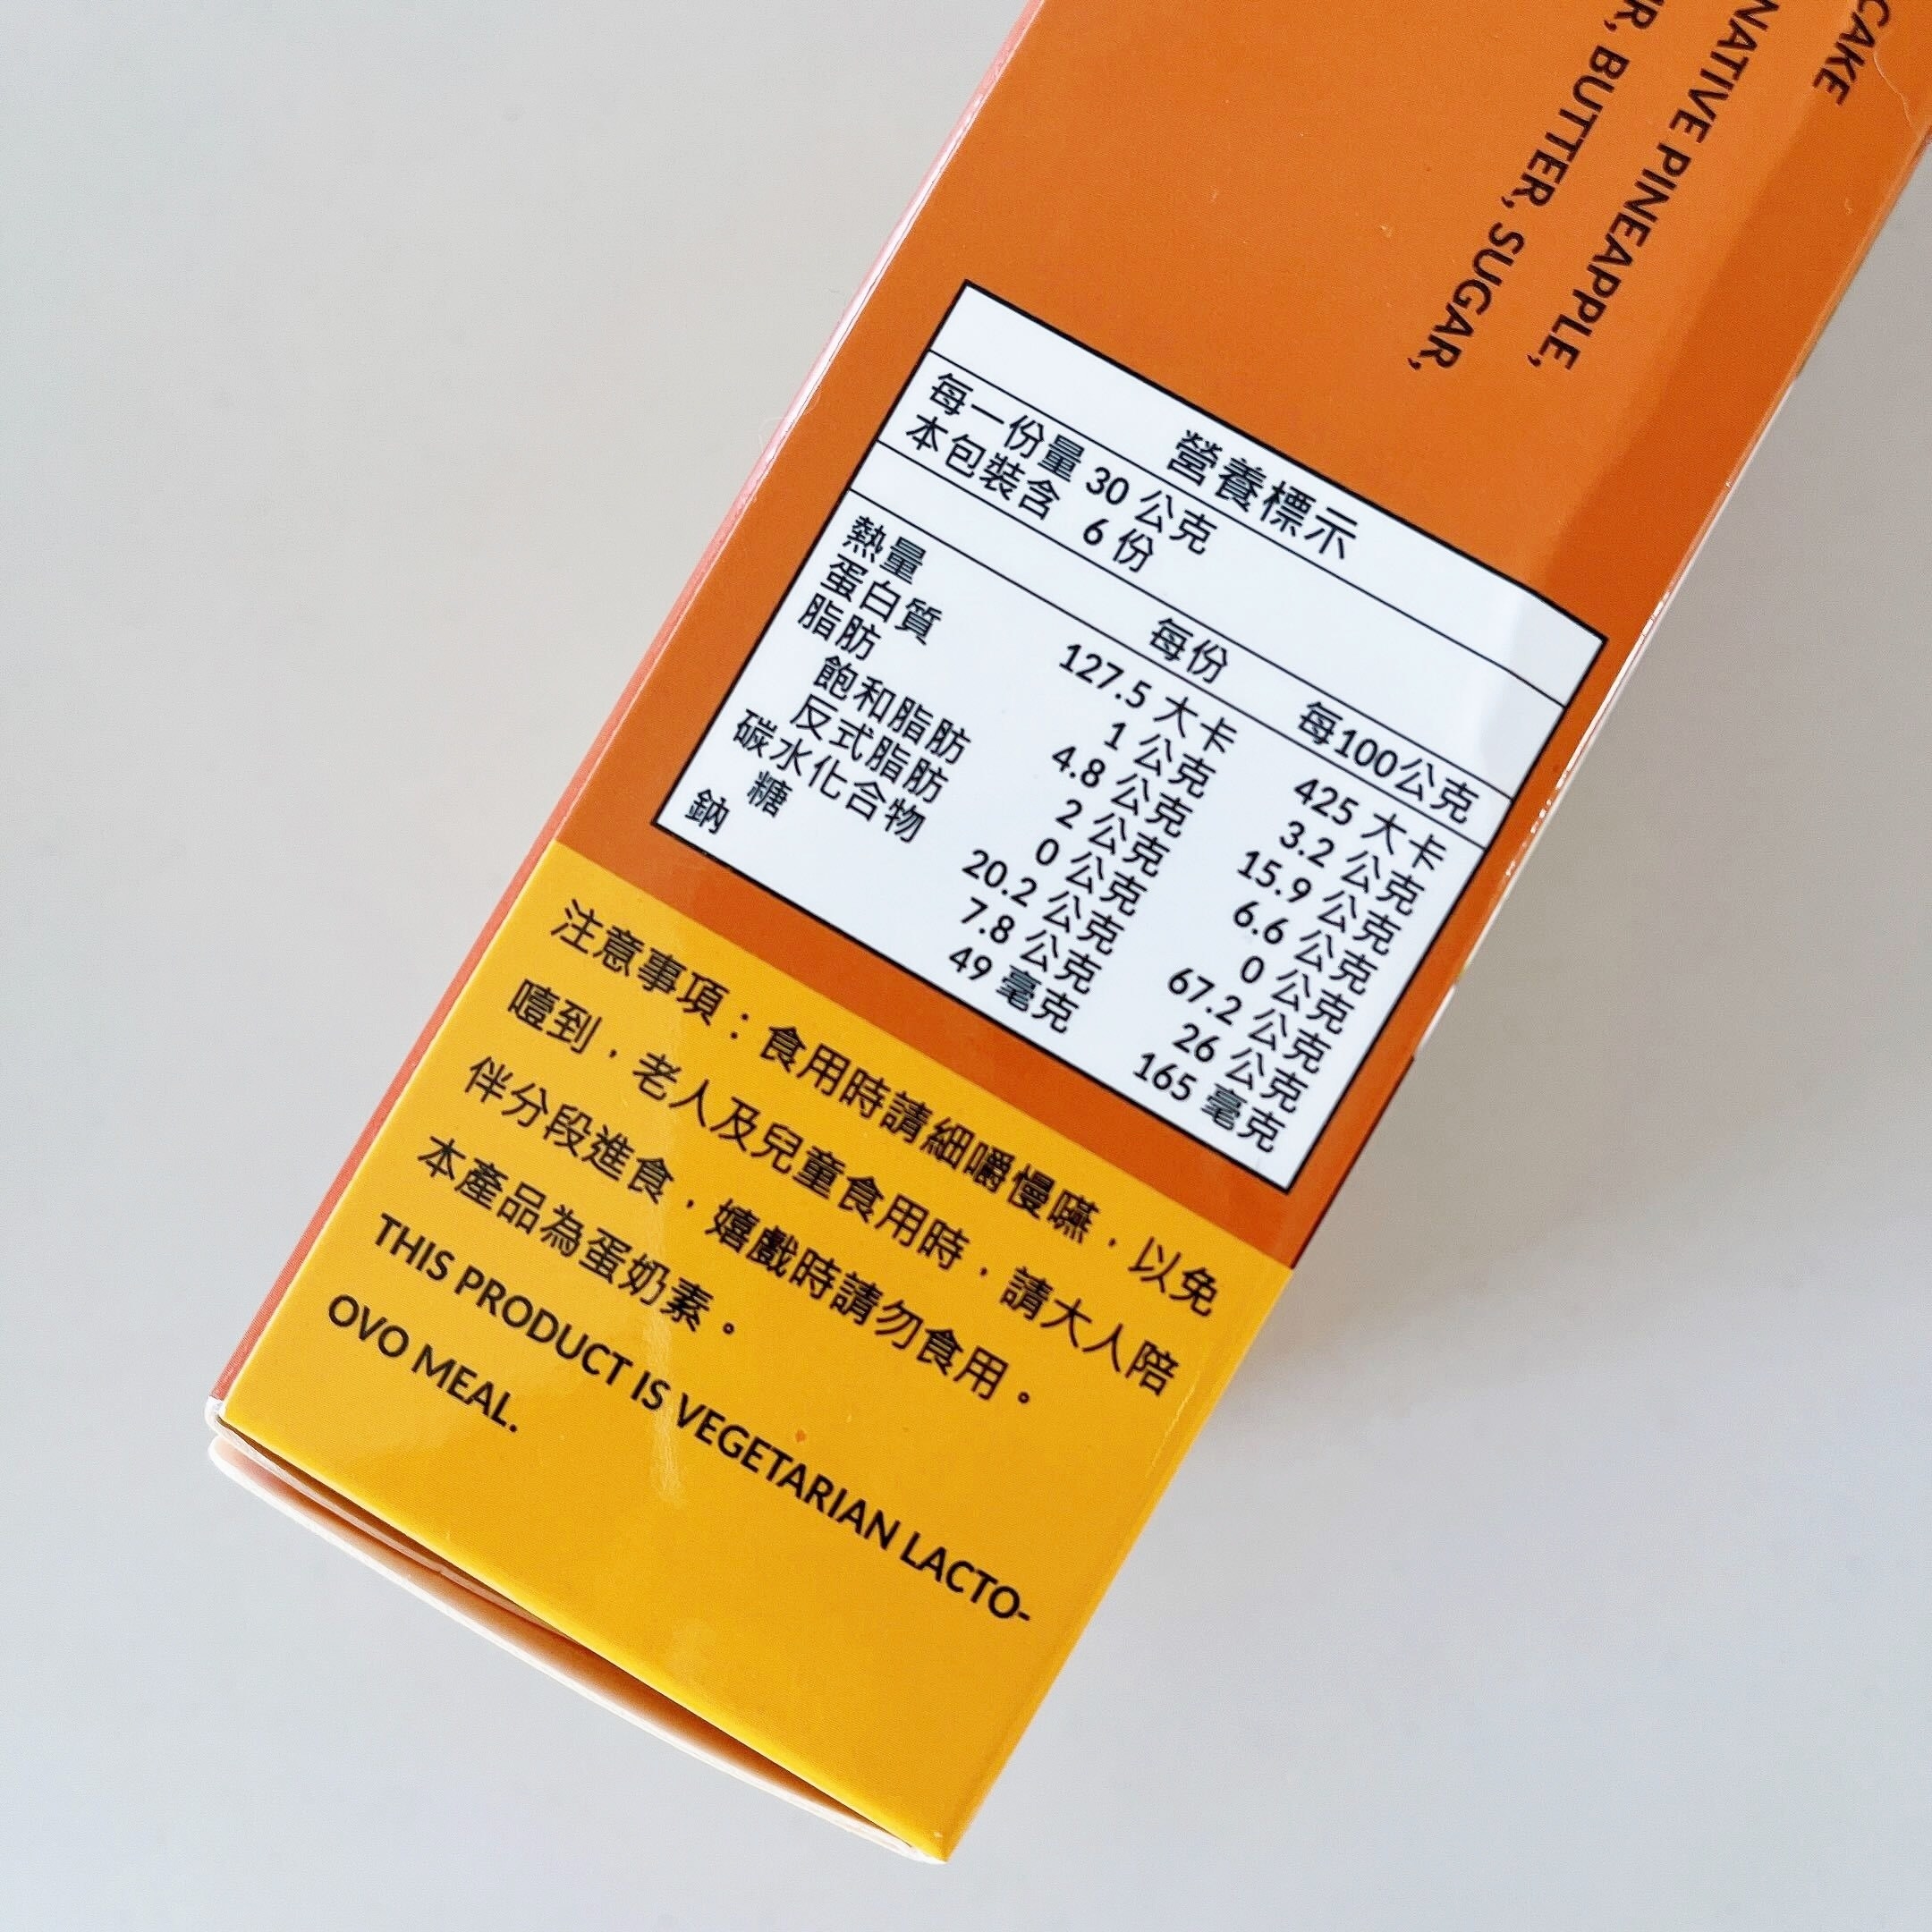 CAKE
NATIVE PINEAPPLE,
BUTTER, SUGAR,
營養標示
每一份量 30 公克
本包裝含 6 份
每份 每100公克
熱量 127.5 大卡 425 大卡
蛋白質 1 公克 3.2 公克
脂肪 4.8 公克 15.9 公克
飽和脂肪 2 公克 6.6 公克
反式脂肪 0 公克 0 公克
碳水化合物 20.2 公克 67.2 公克
糖 7.8 公克 26 公克
鈉 49 毫克 165 毫克
注意事項：食用時請細嚼慢嚥，以免
噎到，老人及兒童食用時，請大人陪
伴分段進食，嬉戲時請勿食用。
本產品為蛋奶素。
THIS PRODUCT IS VEGETARIAN LACTO-
OVO MEAL.